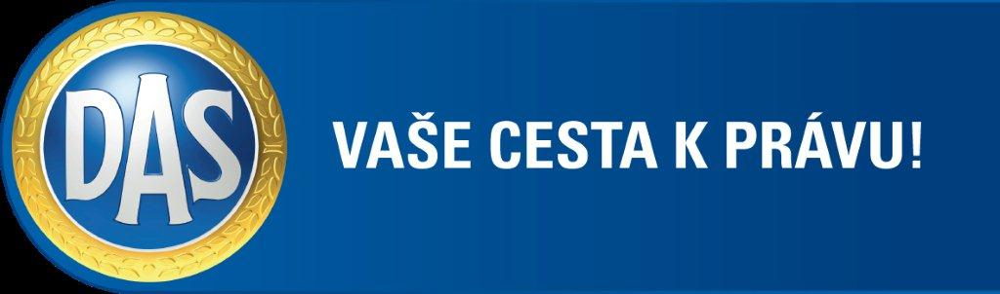 DAS
VAŠE CESTA K PRÁVU!